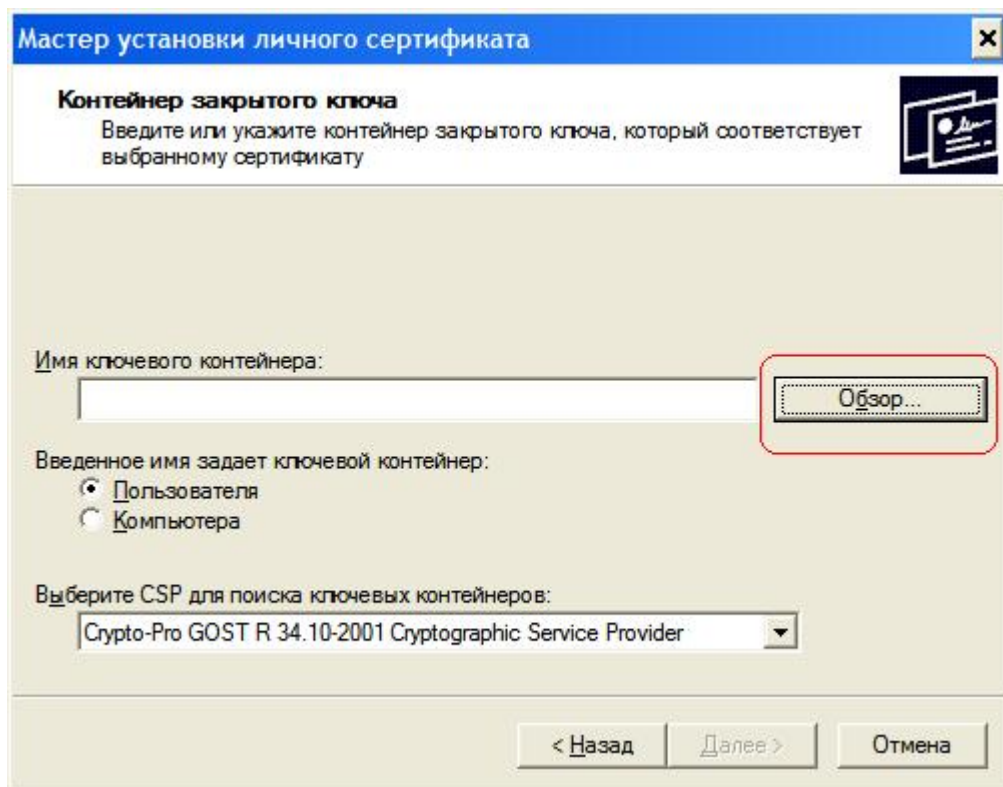 Мастер установки личного сертификата
Контейнер закрытого ключа
Введите или укажите контейнер закрытого ключа, который соответствует
выбранному сертификату
Имя ключевого контейнера:
Обзор...
Введенное имя задает ключевой контейнер:
Пользователя
Компьютера
Выберите CSP для поиска ключевых контейнеров:
Crypto-Pro GOST R 34.10-2001 Cryptographic Service Provider
< Назад
Далее >
Отмена